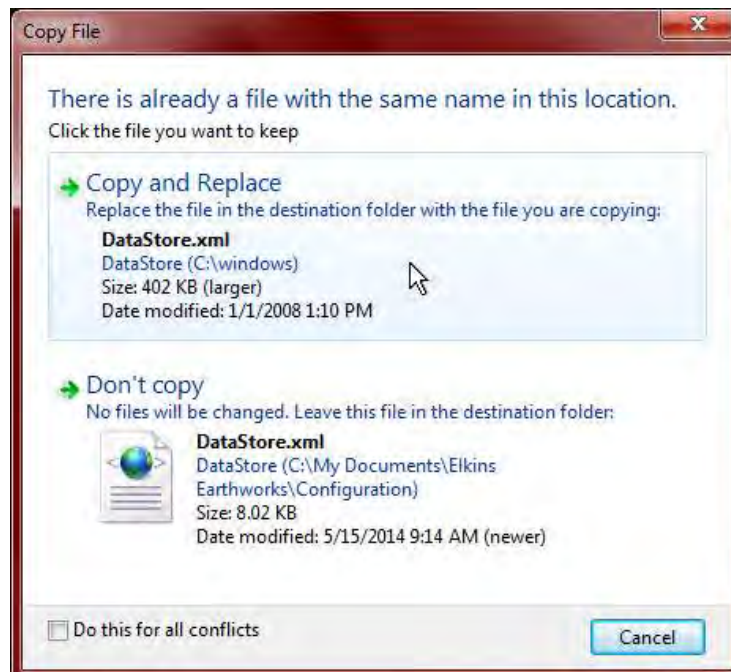 Copy File
There is already a file with the same name in this location.
Click the file you want to keep
Copy and Replace
Replace the file in the destination folder with the file you are copying:
DataStore.xml
DataStore (C:\windows)
Size: 402 KB (larger)
Date modified: 1/1/2008 1:10 PM
Don't copy
No files will be changed. Leave this file in the destination folder:
DataStore.xml
DataStore (C:\My Documents\Elkins
Earthworks\Configuration)
Size: 8.02 KB
Date modified: 5/15/2014 9:14 AM (newer)
Do this for all conflicts
Cancel